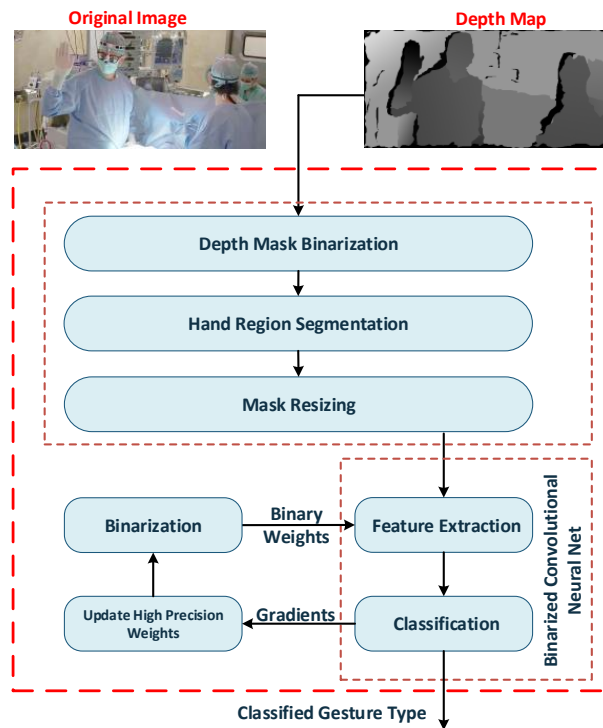 Original Image
Depth Map
Depth Mask Binarization
Hand Region Segmentation
Mask Resizing
Binarization
Binary
Weights
Feature Extraction
Update High Precision
Weights
Gradients
Classification
Binarized Convolutional
Neural Net
Classified Gesture Type